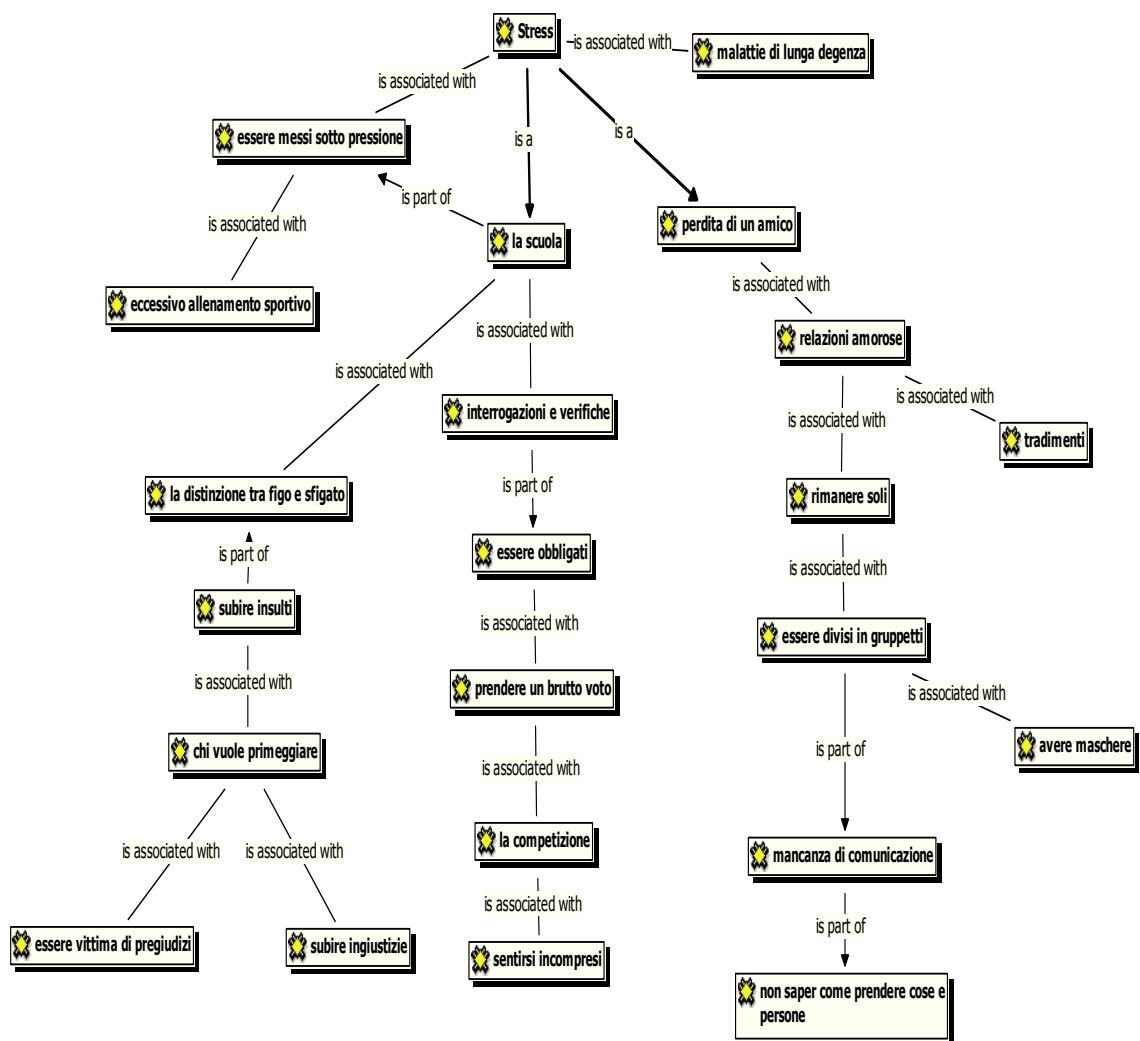 Stress
is associated with
malattie di lunga degenza
is associated with
essere messi sotto pressione
is a
is a
is part of
is associated with
la scuola
perdita di un amico
is associated with
eccessivo allenamento sportivo
is associated with
relazioni amorose
is associated with
is associated with
interrogazioni e verifiche
is associated with
is associated with
tradimenti
la distinzione tra figo e sfigato
is part of
rimanere soli
is part of
essere obbligati
is associated with
subire insulti
is associated with
essere divisi in gruppetti
is associated with
prendere un brutto voto
is associated with
chi vuole primeggiare
is associated with
is part of
avere maschere
is associated with
is associated with
la competizione
mancanza di comunicazione
is associated with
is part of
essere vittima di pregiudizi
subire ingiustizie
sentirsi incompresi
non saper come prendere cose e
persone